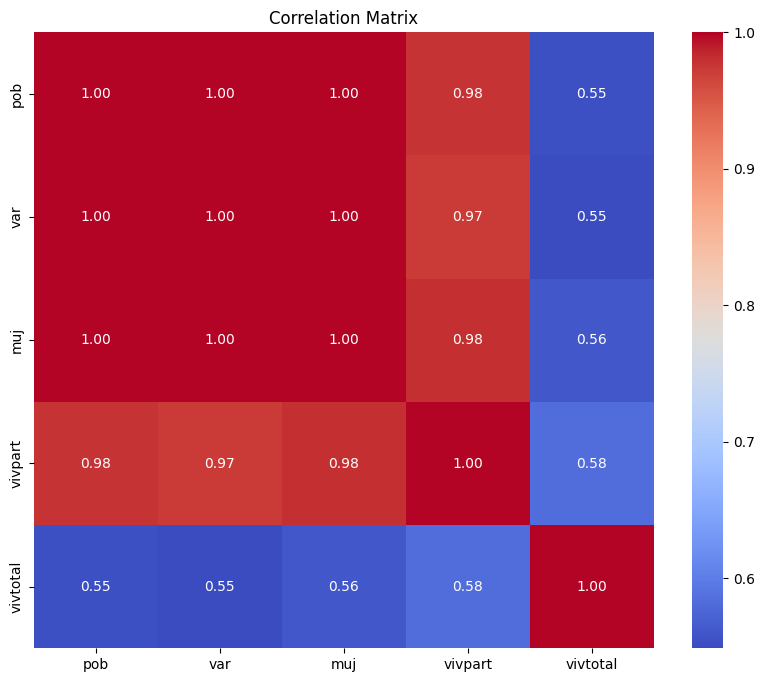 Correlation Matrix
pob 1.00 1.00 1.00 0.98 0.55
var 1.00 1.00 1.00 0.97 0.55
muj 1.00 1.00 1.00 0.98 0.56
vivpart 0.98 0.97 0.98 1.00 0.58
vivtotal 0.55 0.55 0.56 0.58 1.00
pob var muj vivpart vivtotal
1.0
0.9
0.8
0.7
0.6